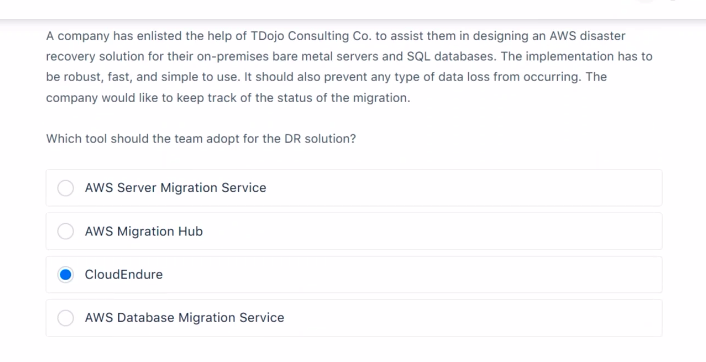 A company has enlisted the help of TDojo Consulting Co. to assist them in designing an AWS disaster
recovery solution for their on-premises bare metal servers and SQL databases. The implementation has to
be robust, fast, and simple to use. It should also prevent any type of data loss from occurring. The
company would like to keep track of the status of the migration.
Which tool should the team adopt for the DR solution?
AWS Server Migration Service
AWS Migration Hub
CloudEndure
AWS Database Migration Service